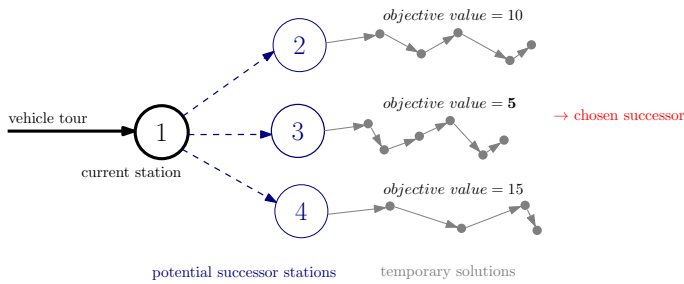 objective value = 10
2
objective value = 5
→ chosen successor
vehicle tour
1
3
current station
objective value = 15
4
potential successor stations
temporary solutions